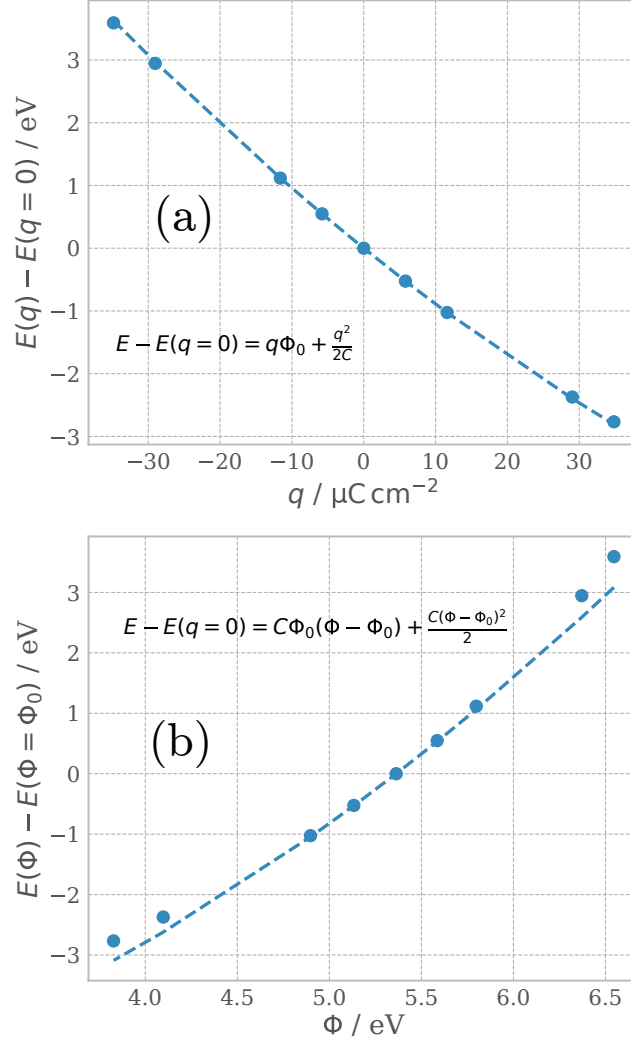 3
2
1
0
−1
−2
−3
E(q) − E(q = 0) / eV
(a)
E − E(q = 0) = qΦ₀ + q²/2C
−30 −20 −10 0 10 20 30
q / µC cm⁻²
3
2
1
0
−1
−2
−3
E(Φ) − E(Φ = Φ₀) / eV
E − E(q = 0) = CΦ₀(Φ − Φ₀) + C(Φ−Φ₀)²/2
(b)
4.0 4.5 5.0 5.5 6.0 6.5
Φ / eV